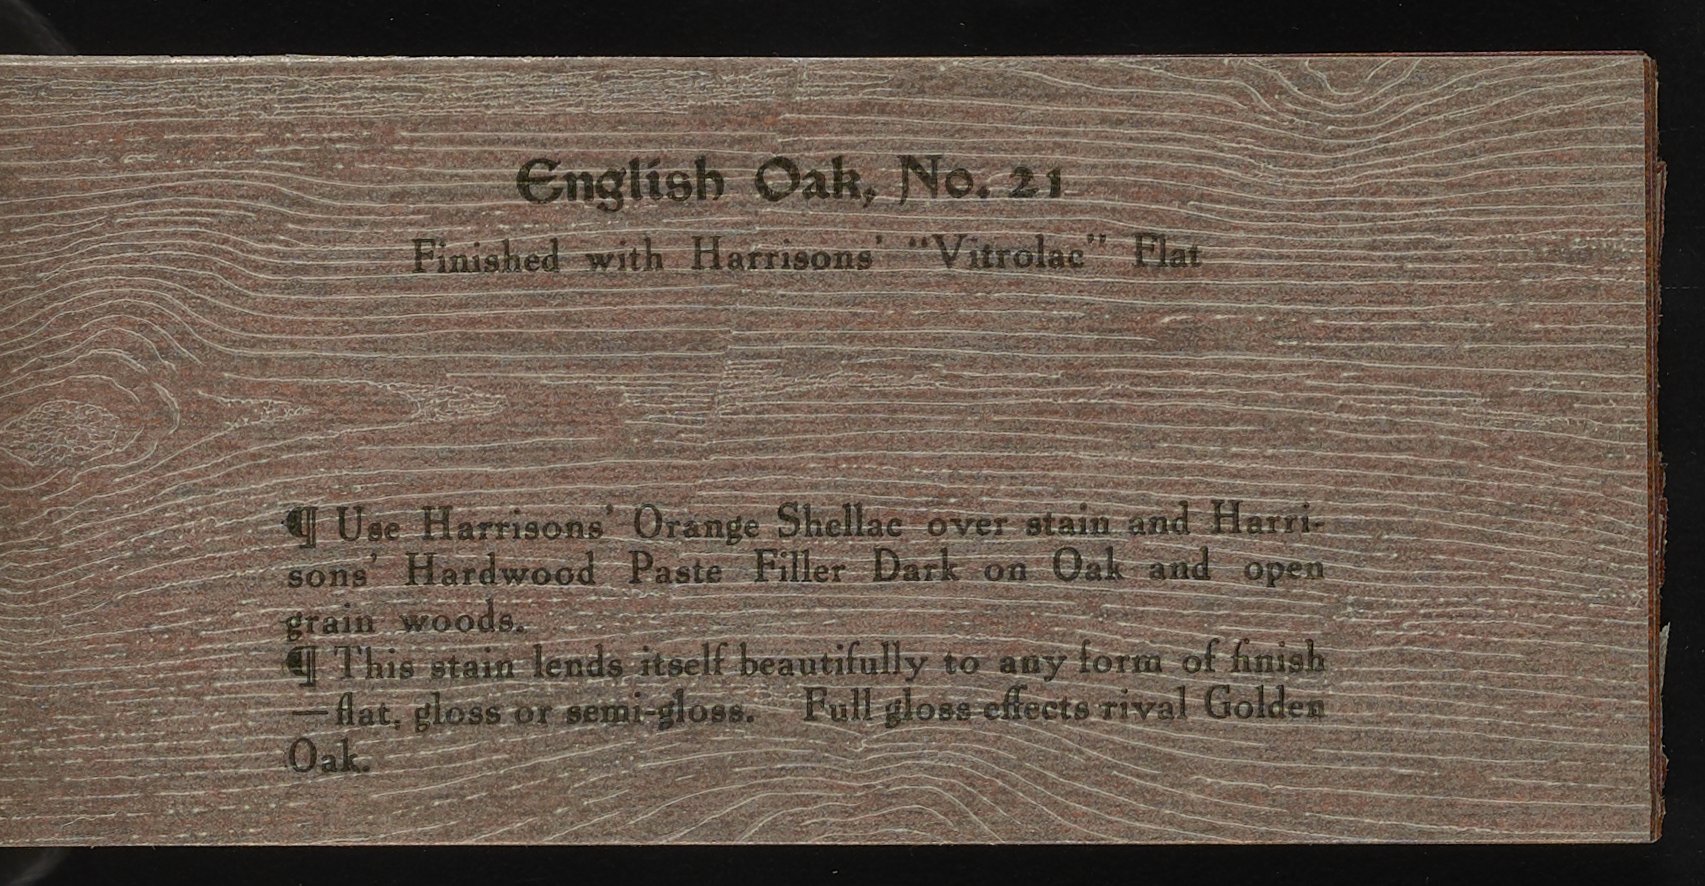 English Oak, No. 21
Finished with Harrisons' "Vitrolac" Flat
¶ Use Harrisons' Orange Shellac over stain and Harri-
sons' Hardwood Paste Filler Dark on Oak and open
grain woods.
¶ This stain lends itself beautifully to any form of finish
—flat, gloss or semi-gloss. Full gloss effects rival Golden
Oak.